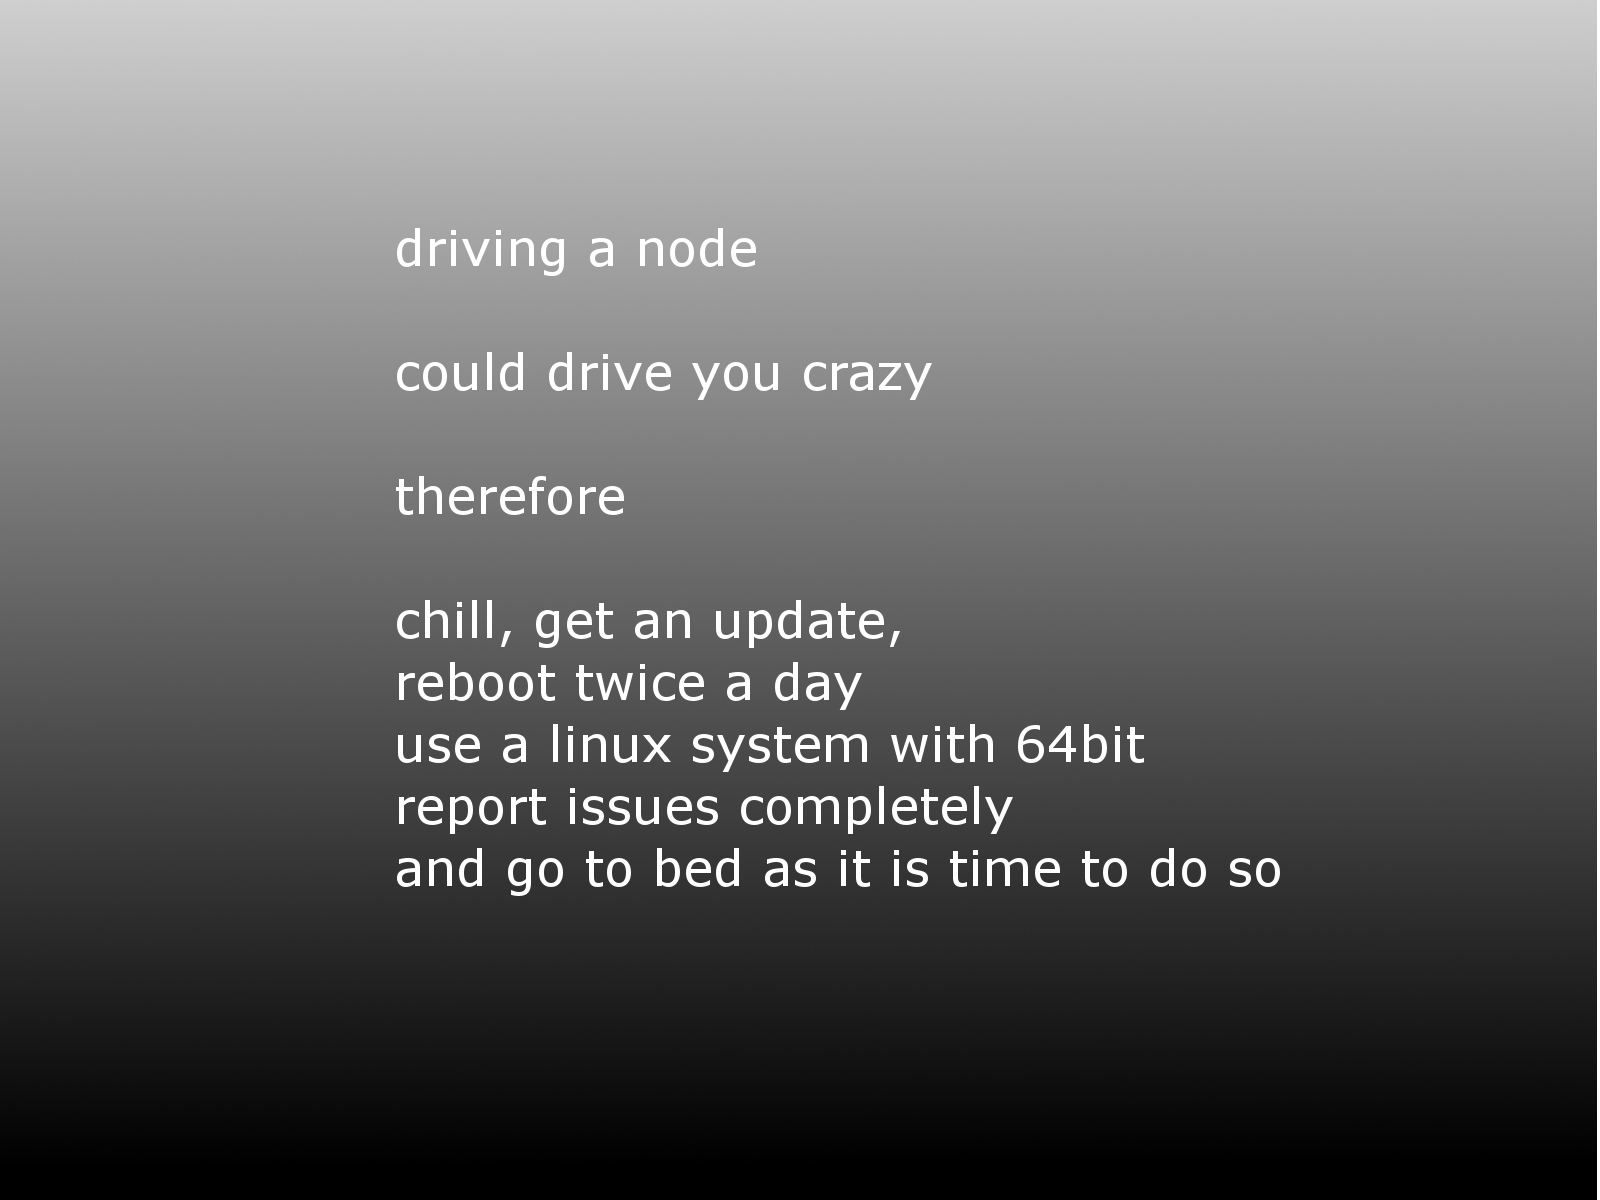 driving a node
could drive you crazy
therefore
chill, get an update,
reboot twice a day
use a linux system with 64bit
report issues completely
and go to bed as it is time to do so